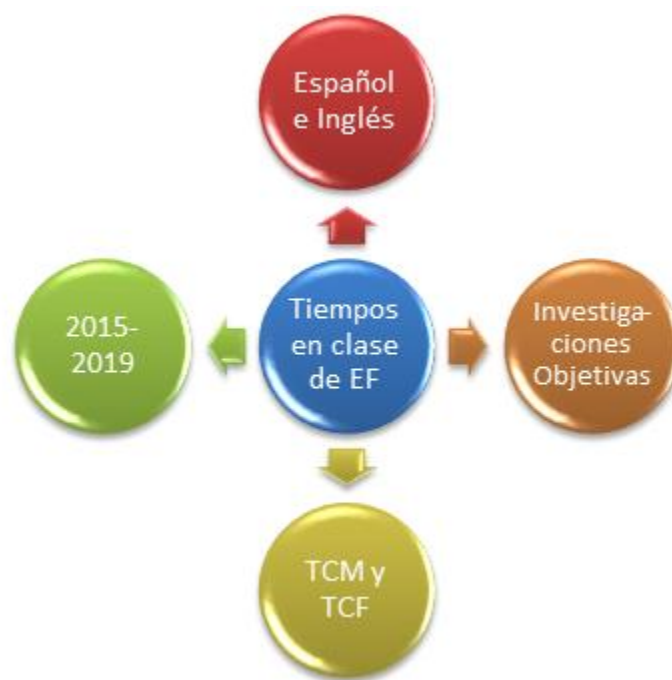 Español
e Inglés
2015-
2019
Tiempos
en clase
de EF
Investiga-
ciones
Objetivas
TCM y
TCF